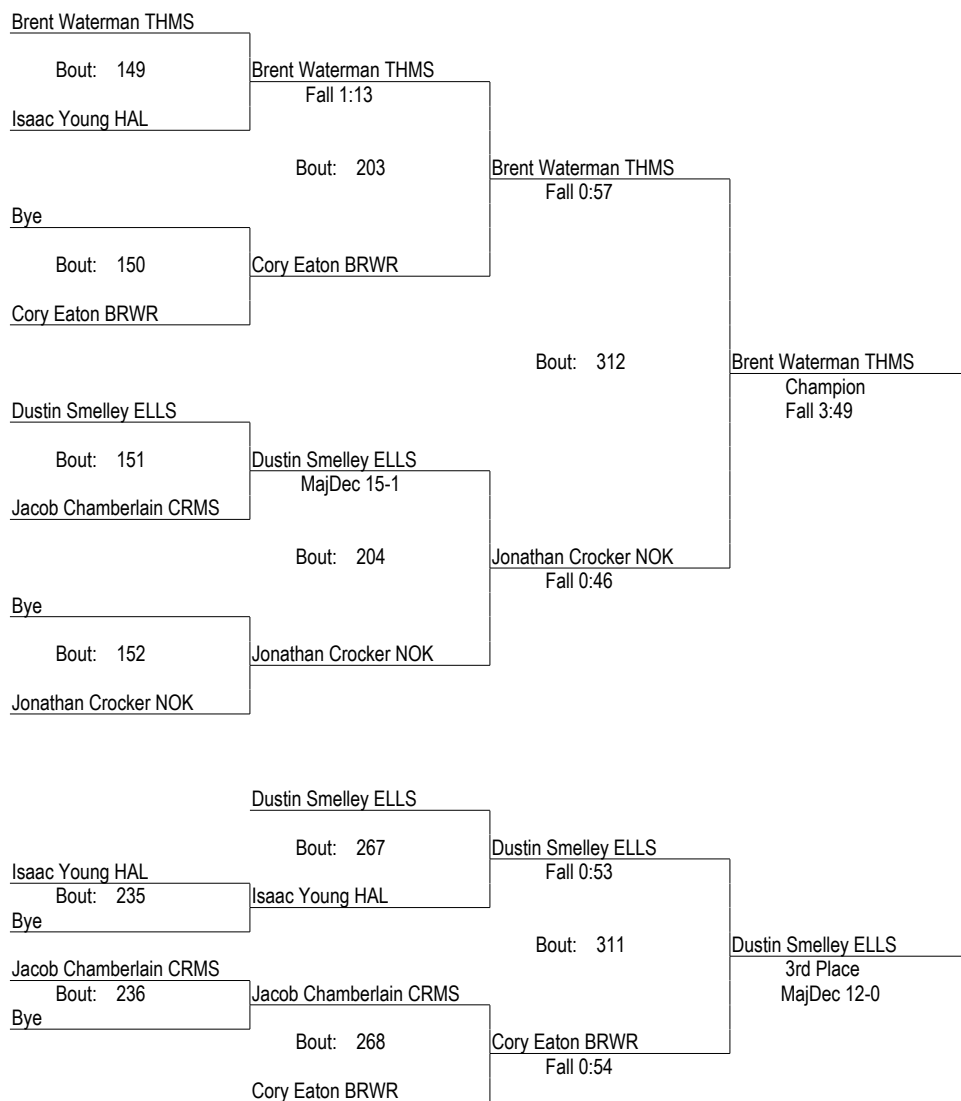 Brent Waterman THMS
Bout: 149
Brent Waterman THMS
Fall 1:13
Isaac Young HAL
Bout: 203
Brent Waterman THMS
Fall 0:57
Bye
Bout: 150
Cory Eaton BRWR
Cory Eaton BRWR
Bout: 312
Brent Waterman THMS
Champion
Fall 3:49
Dustin Smelley ELLS
Bout: 151
Dustin Smelley ELLS
MajDec 15-1
Jacob Chamberlain CRMS
Bout: 204
Jonathan Crocker NOK
Fall 0:46
Bye
Bout: 152
Jonathan Crocker NOK
Jonathan Crocker NOK
Dustin Smelley ELLS
Bout: 267
Dustin Smelley ELLS
Fall 0:53
Isaac Young HAL
Bout: 235
Isaac Young HAL
Bye
Bout: 311
Dustin Smelley ELLS
3rd Place
MajDec 12-0
Jacob Chamberlain CRMS
Bout: 236
Jacob Chamberlain CRMS
Bye
Bout: 268
Cory Eaton BRWR
Fall 0:54
Cory Eaton BRWR